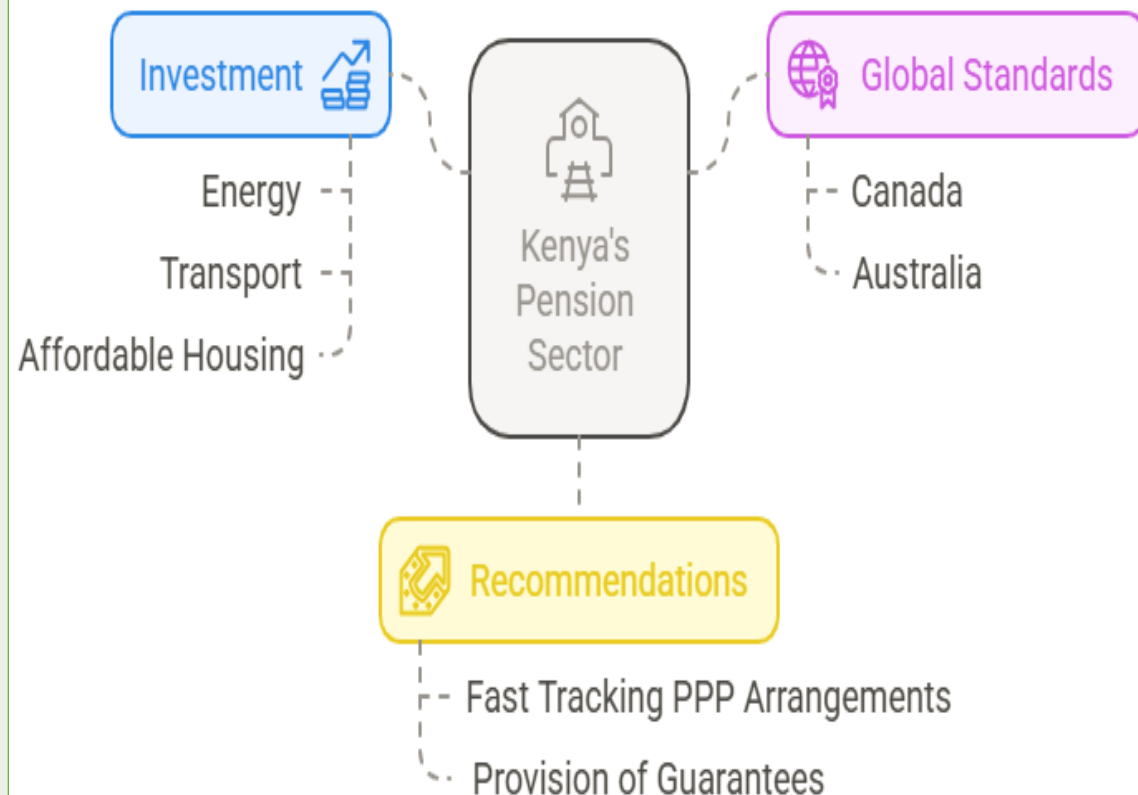 Investment
Energy
Transport
Affordable Housing
Kenya's
Pension
Sector
Global Standards
Canada
Australia
Recommendations
Fast Tracking PPP Arrangements
Provision of Guarantees